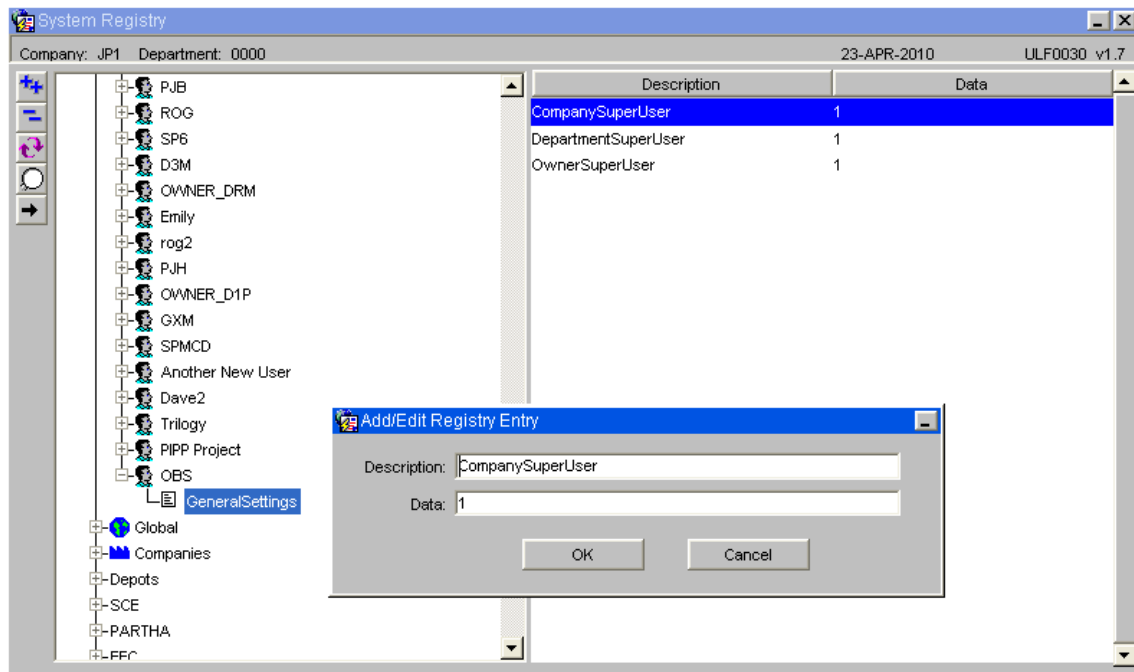 System Registry
Company: JP1 Department: 0000 23-APR-2010 ULF0030 v1.7
PJB
ROG
SP6
D3M
OWNER_DRM
Emily
rog2
PJH
OWNER_D1P
GXM
SPMCD
Another New User
Dave2
Trilogy
PIPP Project
OBS
GeneralSettings
Global
Companies
Depots
SCE
PARTHA
Description Data
CompanySuperUser 1
DepartmentSuperUser 1
OwnerSuperUser 1
Add/Edit Registry Entry
Description: CompanySuperUser
Data: 1
OK Cancel